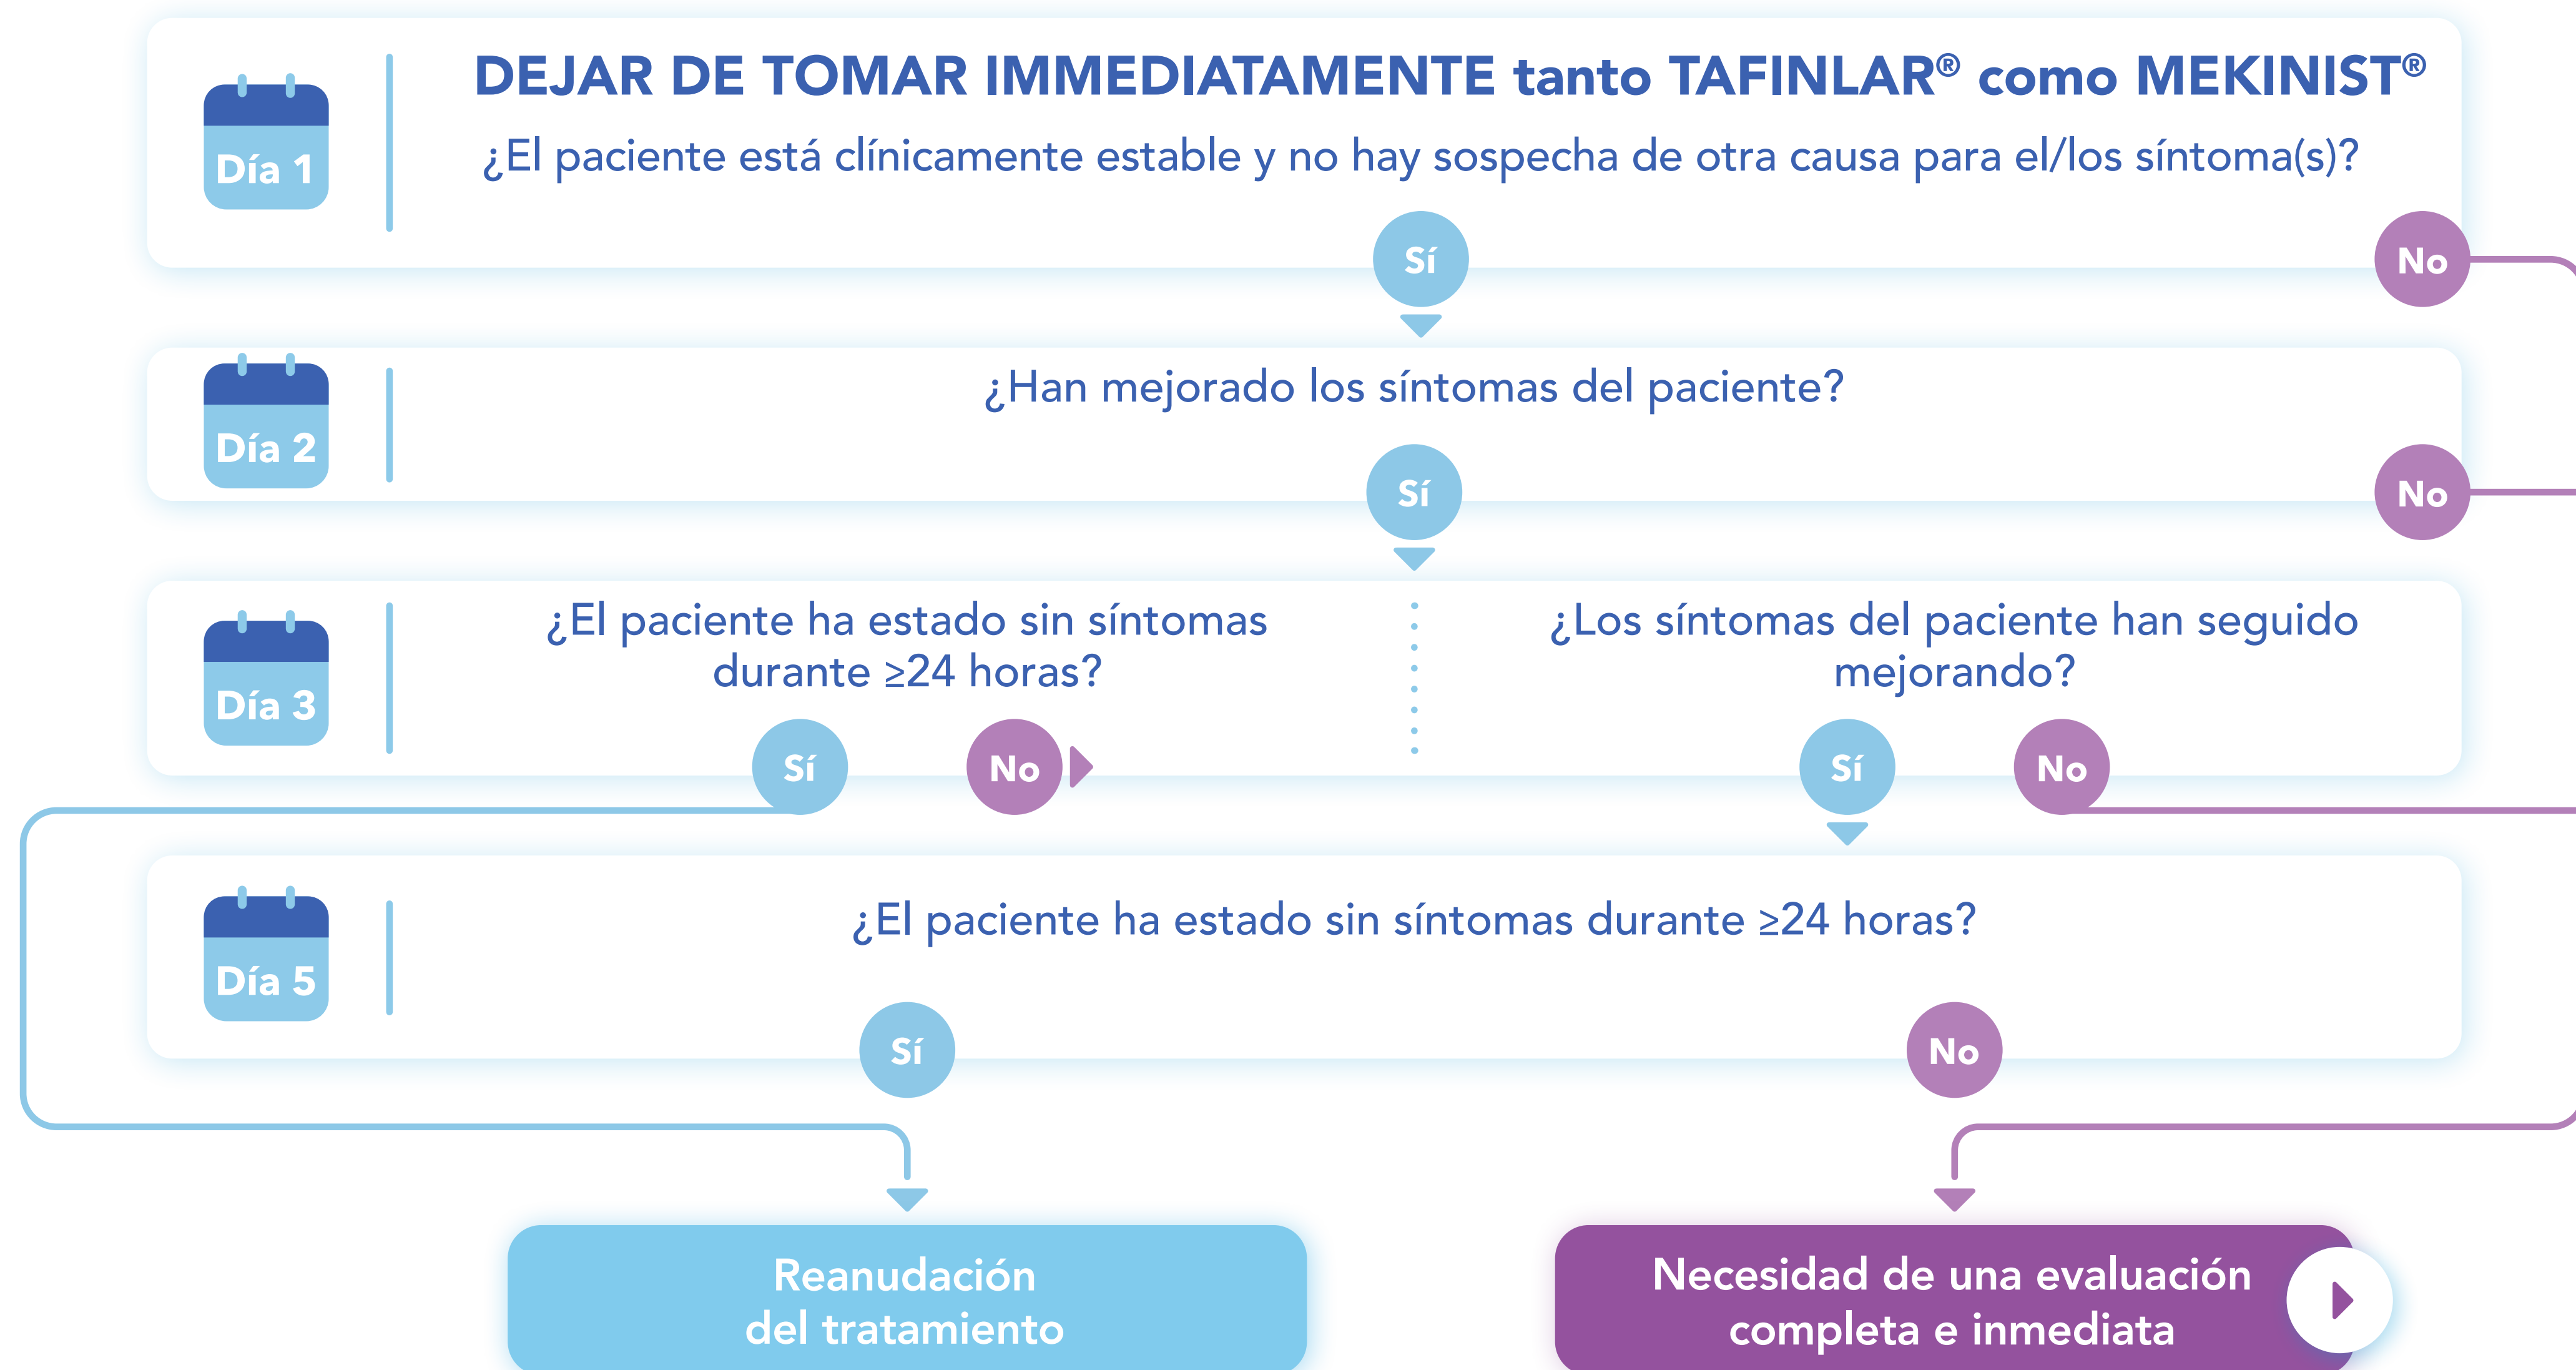 DEJAR DE TOMAR IMMEDIATAMENTE tanto TAFINLAR® como MEKINIST®
Día 1
¿El paciente está clínicamente estable y no hay sospecha de otra causa para el/los síntoma(s)?
Sí
No
Día 2
¿Han mejorado los síntomas del paciente?
Sí
No
Día 3
¿El paciente ha estado sin síntomas
durante ≥24 horas?
Sí
No
¿Los síntomas del paciente han seguido
mejorando?
Sí
No
Día 5
¿El paciente ha estado sin síntomas durante ≥24 horas?
Sí
No
Reanudación
del tratamiento
Necesidad de una evaluación
completa e inmediata